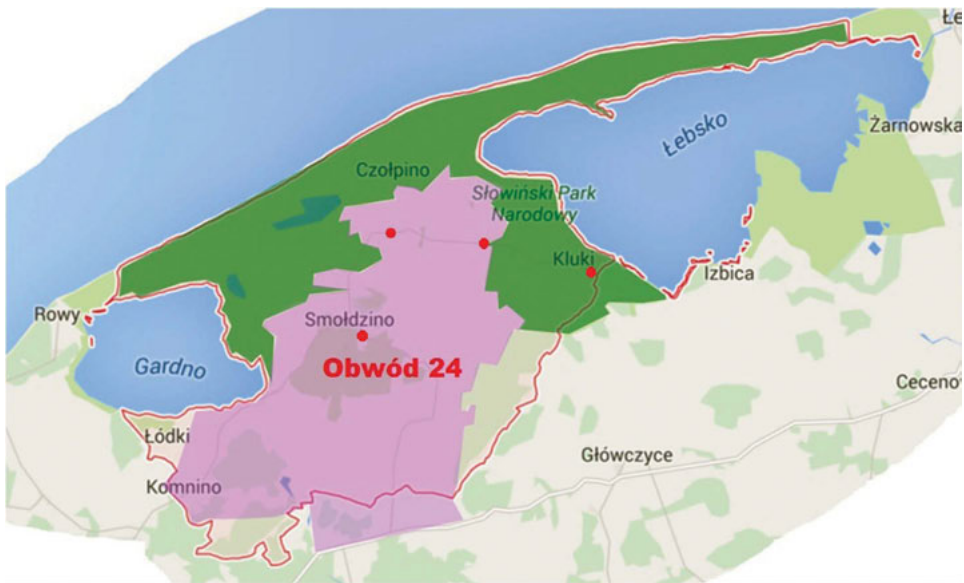 Łe
Łebsko
Żarnowska
Czołpino
Słowiński Park
Narodowy
Kluki
Izbica
Rowy
Smołdzino
Gardno
Obwód 24
Cecenow
Łódki
Główczyce
Komnino